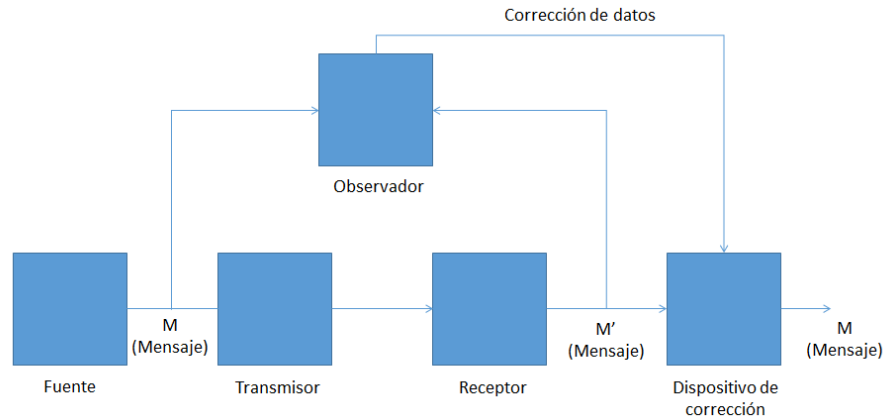 Corrección de datos
Observador
M
(Mensaje)
M'
(Mensaje)
M
(Mensaje)
Fuente
Transmisor
Receptor
Dispositivo de
corrección